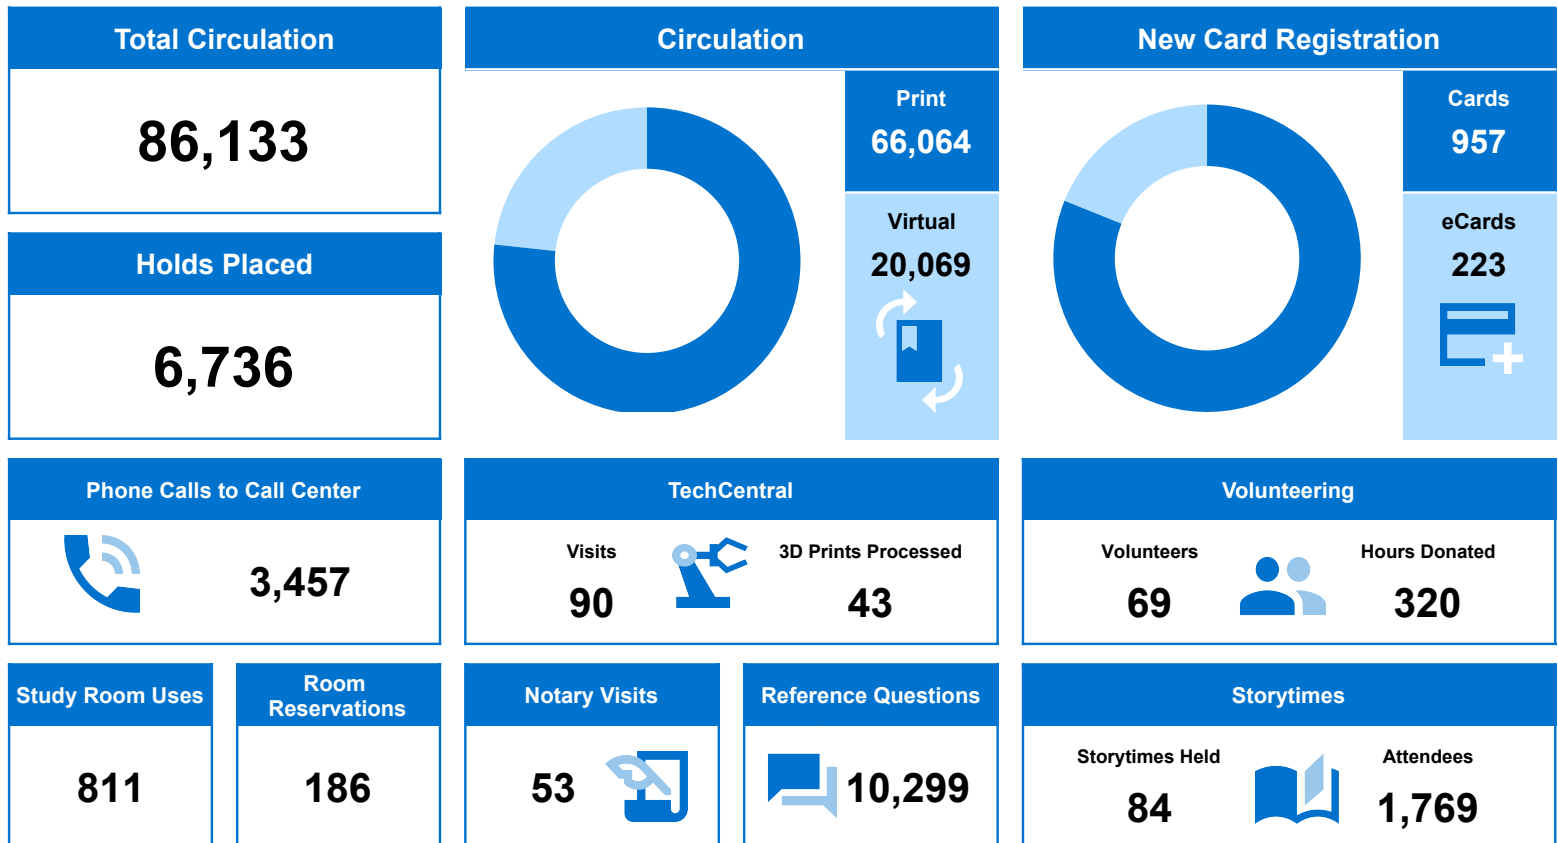 Total Circulation
86,133
Holds Placed
6,736
Circulation
Print
66,064
Virtual
20,069
New Card Registration
Cards
957
eCards
223
Phone Calls to Call Center
3,457
TechCentral
Visits
90
3D Prints Processed
43
Volunteering
Volunteers
69
Hours Donated
320
Study Room Uses
811
Room
Reservations
186
Notary Visits
53
Reference Questions
10,299
Storytimes
Storytimes Held
84
Attendees
1,769